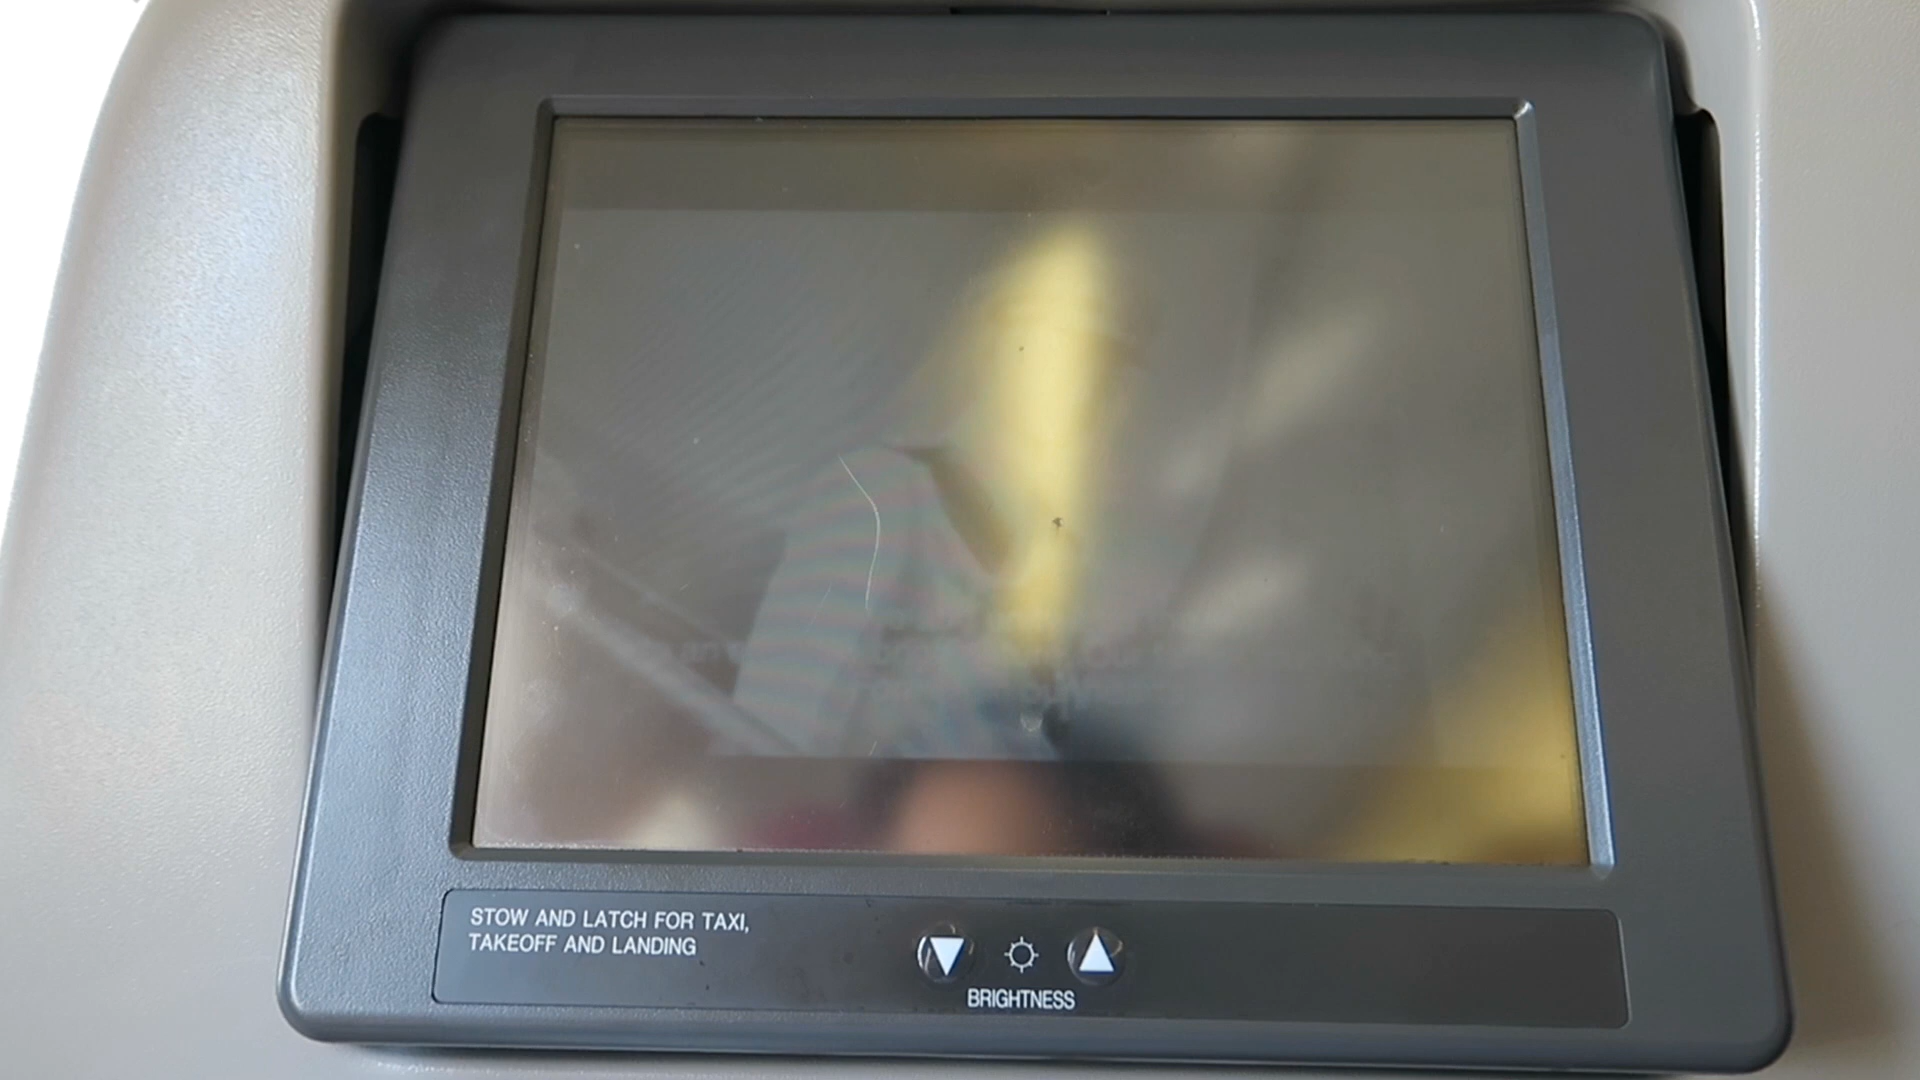 STOW AND LATCH FOR TAXI,
TAKEOFF AND LANDING
BRIGHTNESS